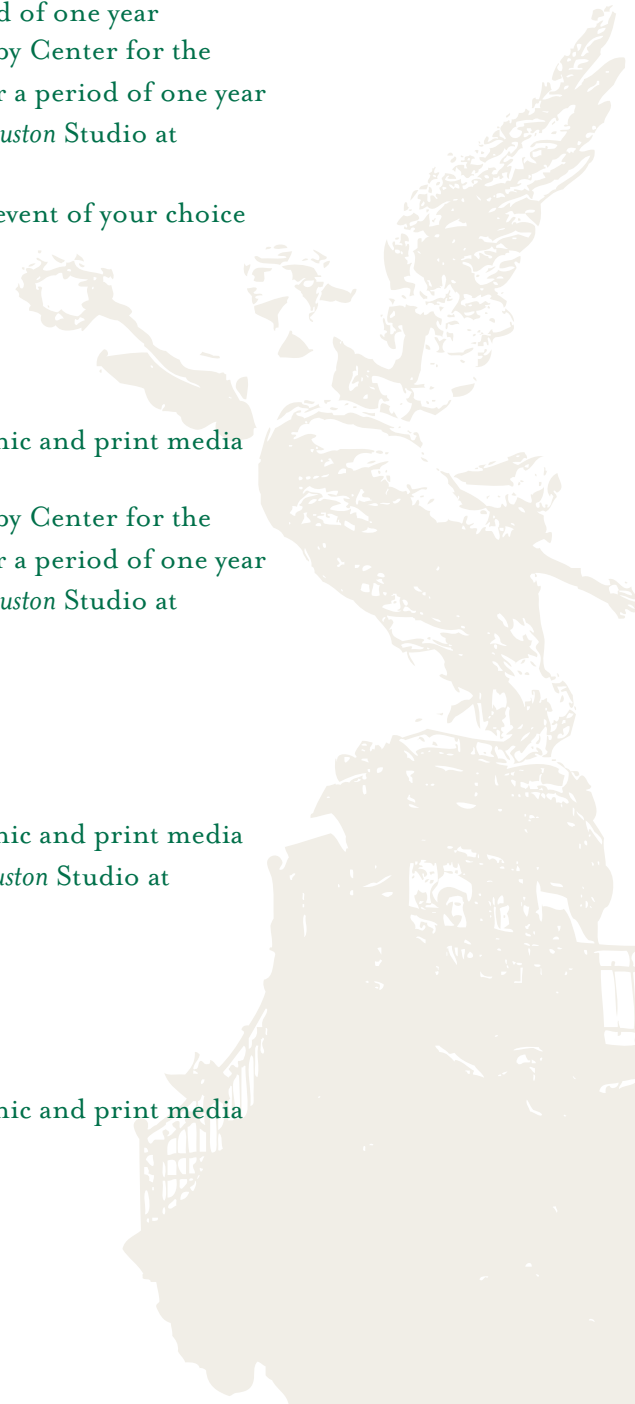 of one year
by Center for the
r a period of one year
uston Studio at
event of your choice
nic and print media
by Center for the
r a period of one year
uston Studio at
nic and print media
uston Studio at
nic and print media